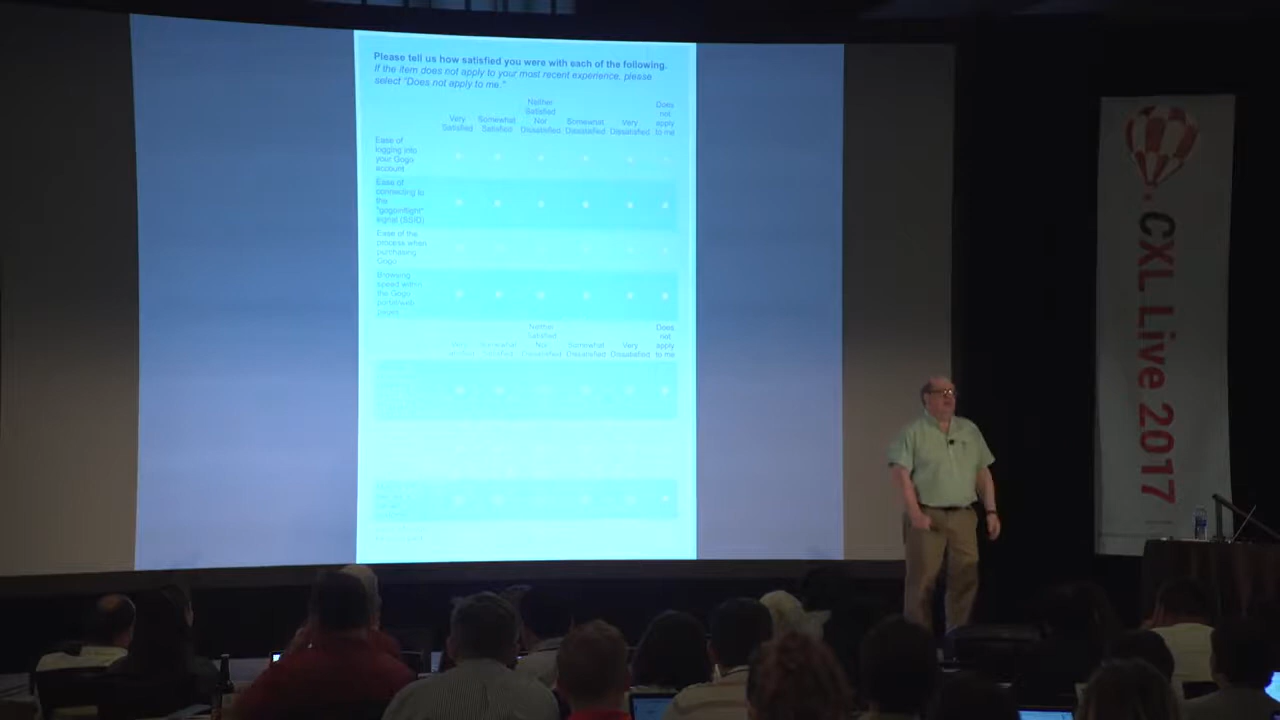 Please tell us how satisfied you were with each of the following.
If the item does not apply to your most recent experience, please
select "Does not apply to me."
Very
Satisfied
Somewhat
Satisfied
Neither
Satisfied
Nor
Dissatisfied
Somewhat
Dissatisfied
Very
Dissatisfied
Does
not
apply
to me
Ease of
logging into
your Gogo
account
Ease of
connecting to
the
"gogoinflight"
signal (SSID)
Ease of the
process when
purchasing
Gogo
Browsing
speed within
the Gogo
portal/web
pages
Very
Somewhat
Satisfied
Neither
Satisfied
Nor
Dissatisfied
Somewhat
Dissatisfied
Very
Dissatisfied
Does
not
apply
to me
CXL Live 2017